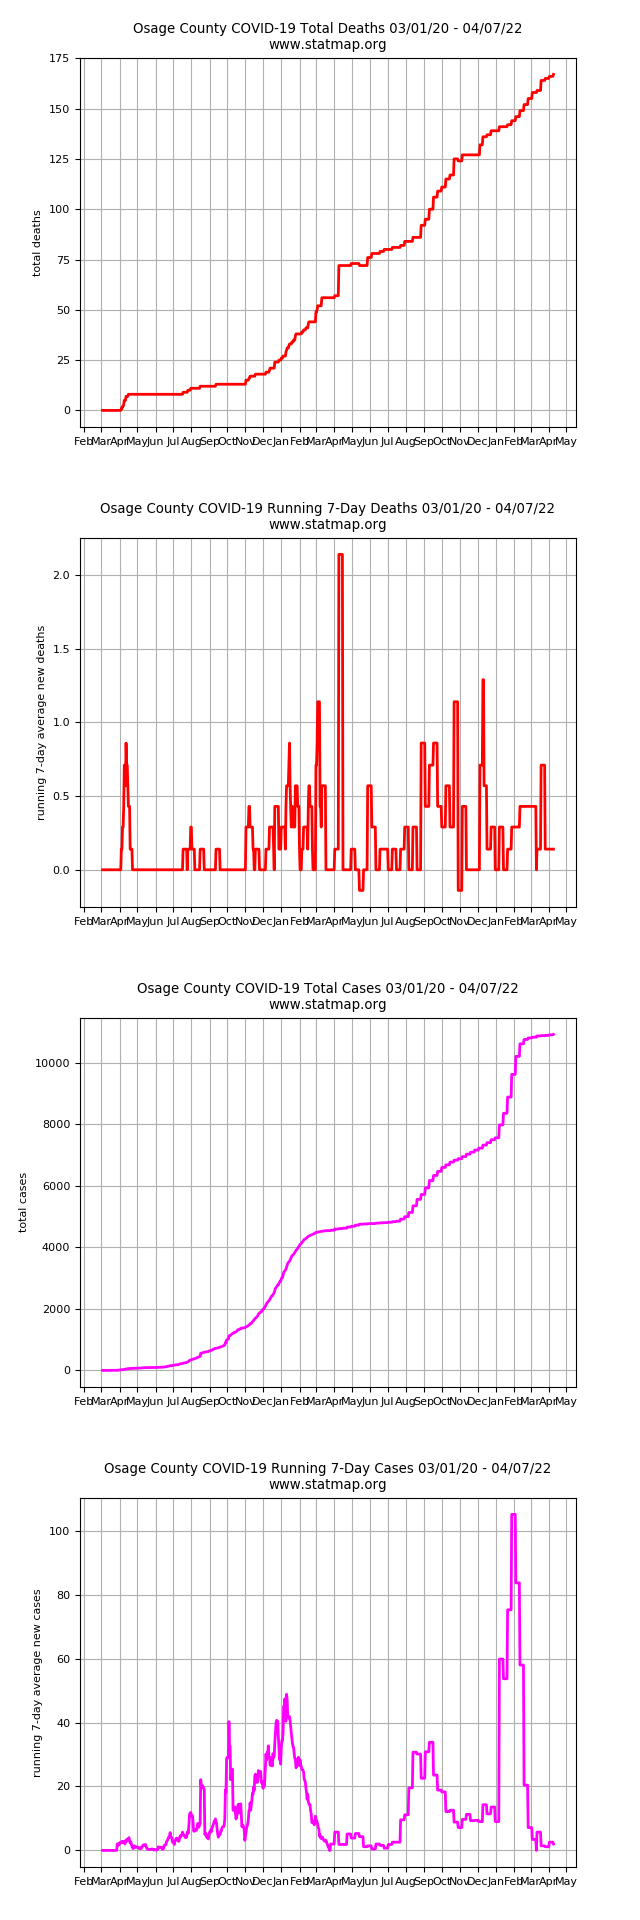 Osage County COVID-19 Total Deaths 03/01/20 - 04/07/22
www.statmap.org
175
150
125
100
75
50
25
0
total deaths
Feb Mar Apr May Jun Jul Aug Sep Oct Nov Dec Jan Feb Mar Apr May Jun Jul Aug Sep Oct Nov Dec Jan Feb Mar Apr May
Osage County COVID-19 Running 7-Day Deaths 03/01/20 - 04/07/22
www.statmap.org
2.0
1.5
1.0
0.5
0.0
running 7-day average new deaths
Feb Mar Apr May Jun Jul Aug Sep Oct Nov Dec Jan Feb Mar Apr May Jun Jul Aug Sep Oct Nov Dec Jan Feb Mar Apr May
Osage County COVID-19 Total Cases 03/01/20 - 04/07/22
www.statmap.org
10000
8000
6000
4000
2000
0
total cases
Feb Mar Apr May Jun Jul Aug Sep Oct Nov Dec Jan Feb Mar Apr May Jun Jul Aug Sep Oct Nov Dec Jan Feb Mar Apr May
Osage County COVID-19 Running 7-Day Cases 03/01/20 - 04/07/22
www.statmap.org
100
80
60
40
20
0
running 7-day average new cases
Feb Mar Apr May Jun Jul Aug Sep Oct Nov Dec Jan Feb Mar Apr May Jun Jul Aug Sep Oct Nov Dec Jan Feb Mar Apr May